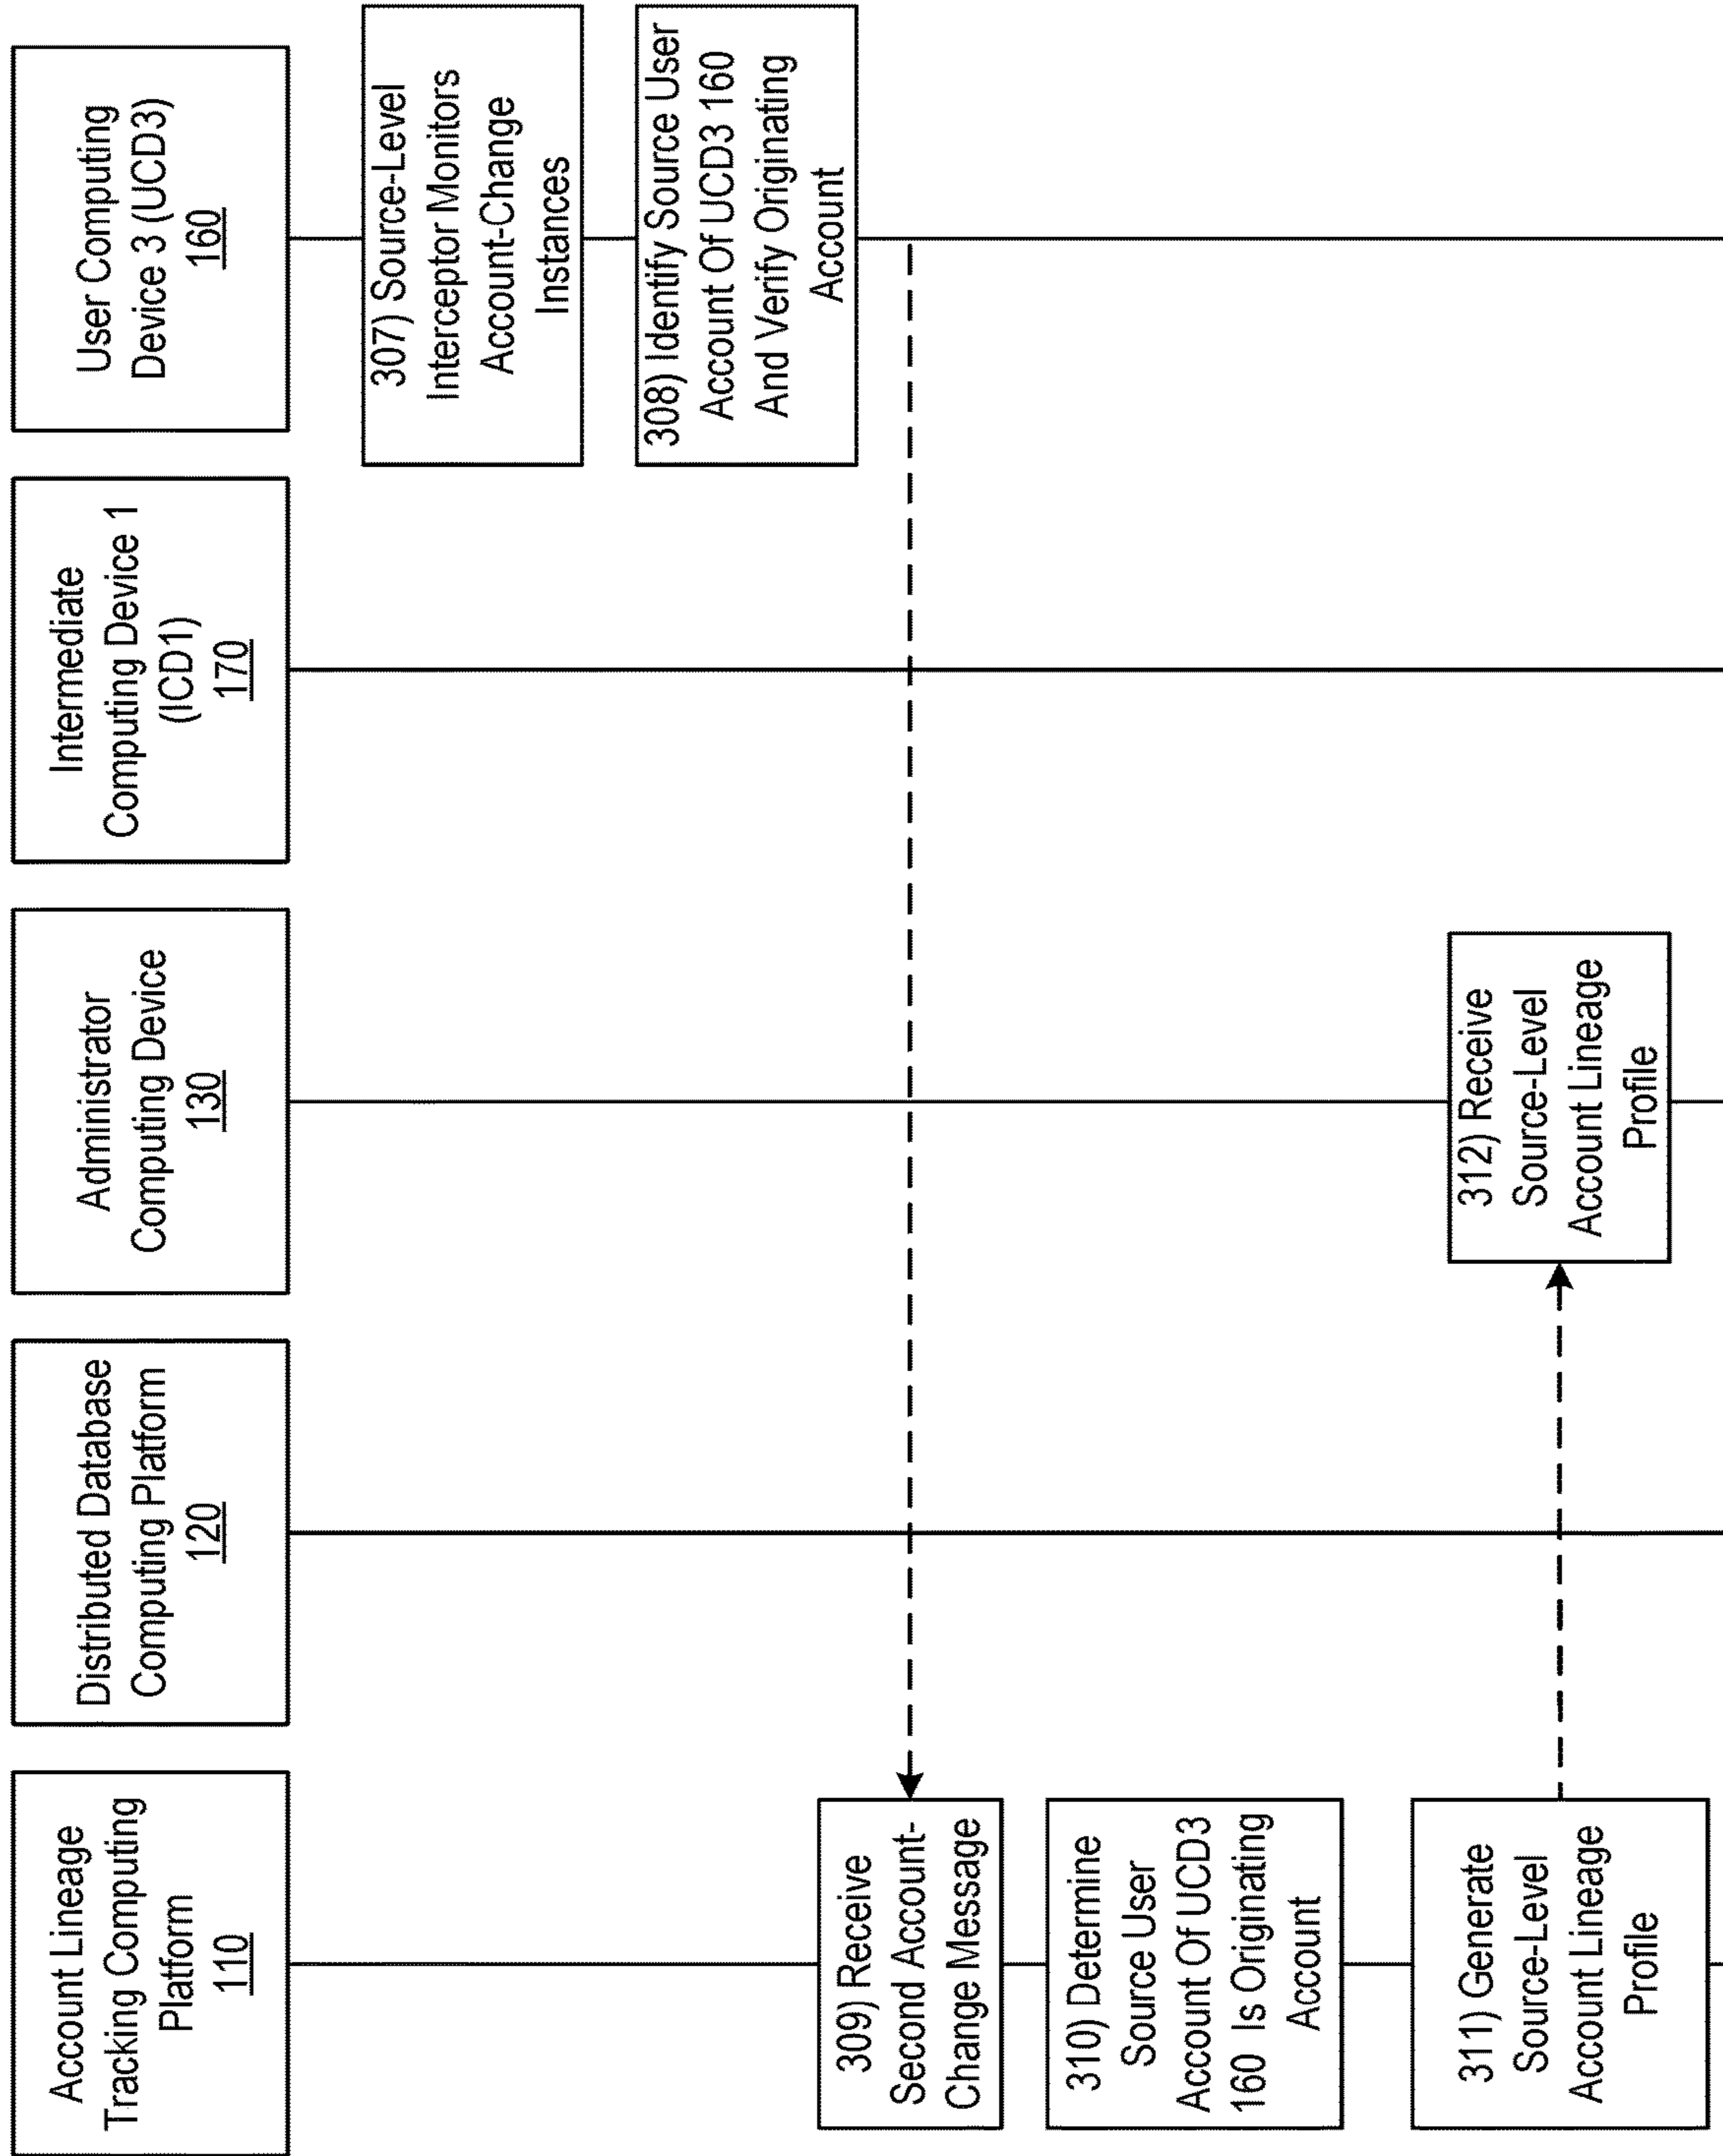 Account Lineage
Tracking Computing
Platform
110
Distributed Database
Computing Platform
120
Administrator
Computing Device
130
Intermediate
Computing Device 1
(ICD1)
170
User Computing
Device 3 (UCD3)
160
307) Source-Level
Interceptor Monitors
Account-Change
Instances
308) Identify Source User
Account Of UCD3 160
And Verify Originating
Account
309) Receive
Second Account-
Change Message
310) Determine
Source User
Account Of UCD3
160 Is Originating
Account
311) Generate
Source-Level
Account Lineage
Profile
312) Receive
Source-Level
Account Lineage
Profile